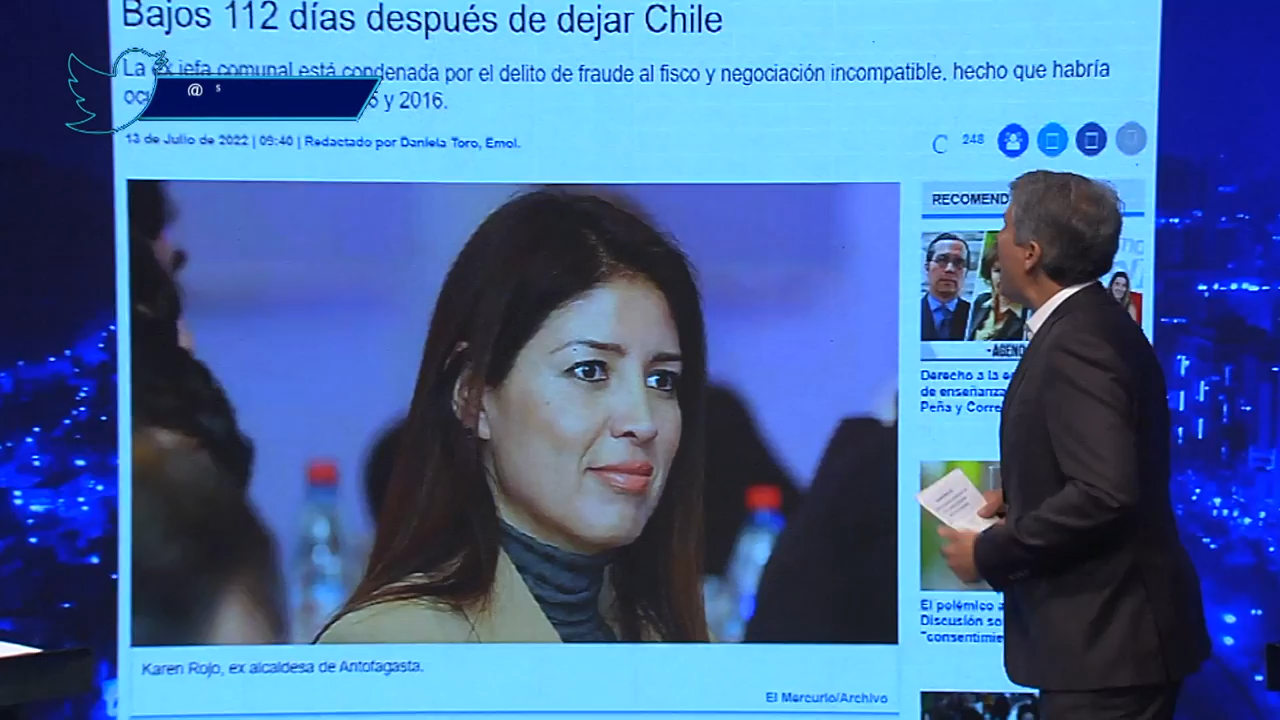 Bajos 112 días después de dejar Chile
La ex jefa comunal está condenada por el delito de fraude al fisco y negociación incompatible, hecho que habría
y 2016.
@ s
13 de Julio de 2022 | 09:40 | Redactado por Daniela Toro, Emol.
248
RECOMEND
-AGEN
Derecho a la
de enseñanza
Peña y Corre
El polémico a
Discusión so
"consentimie
Karen Rojo, ex alcaldesa de Antofagasta.
El Mercurio/Archivo